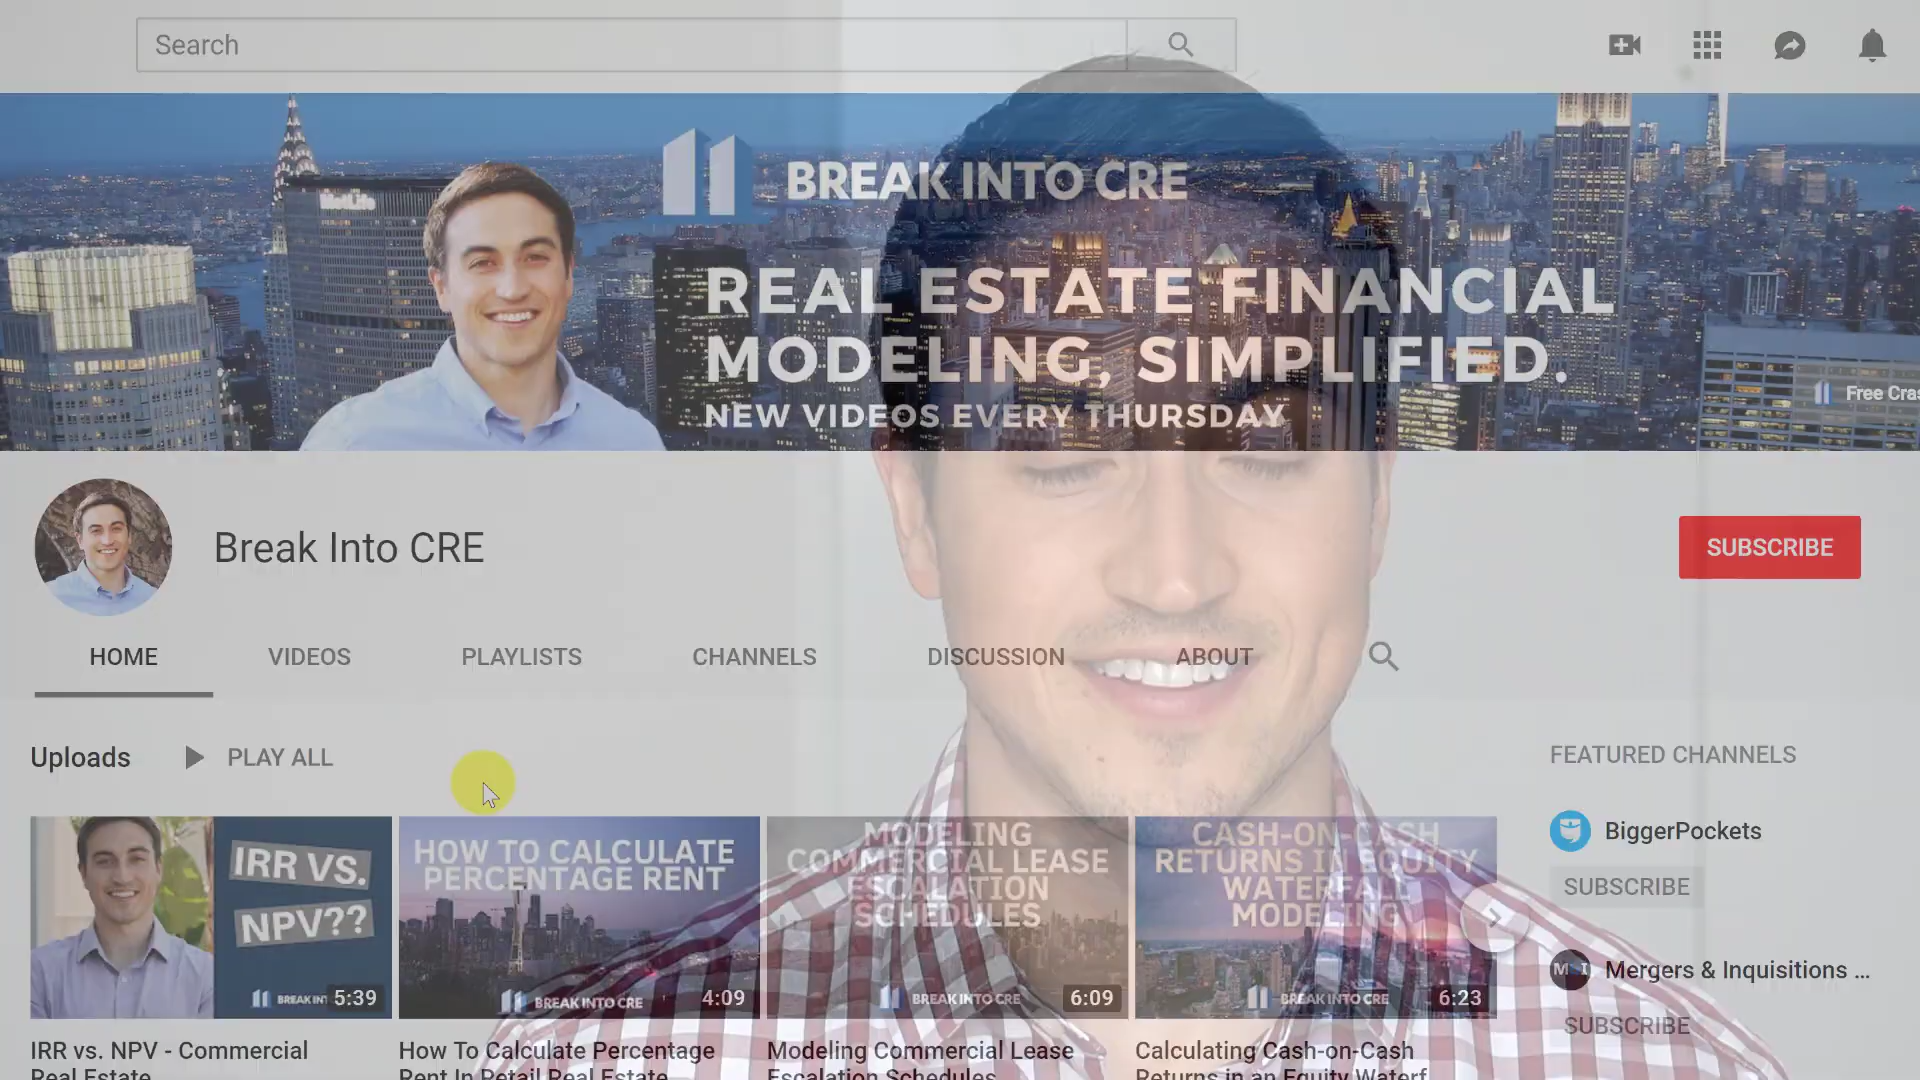 Search
MetLife
BREAK INTO CRE
REAL ESTATE FINANCIAL
MODELING, SIMPLIFIED.
NEW VIDEOS EVERY THURSDAY
Free Cras
Break Into CRE
SUBSCRIBE
HOME VIDEOS PLAYLISTS CHANNELS DISCUSSION ABOUT
Uploads PLAY ALL
FEATURED CHANNELS
BiggerPockets
SUBSCRIBE
M I Mergers & Inquisitions ...
SUBSCRIBE
IRR VS.
NPV??
BREAK INT 5:39
HOW TO CALCULATE
PERCENTAGE RENT
BREAK INTO CRE 4:09
MODELING
COMMERCIAL LEASE
ESCALATION
SCHEDULES
BREAK INTO CRE 6:09
CASH-ON-CASH
RETURNS IN EQUITY
WATERFALL
MODELING
BREAK INTO CRE 6:23
IRR vs. NPV - Commercial
Real Estate
How To Calculate Percentage
Rent In Retail Real Estate
Modeling Commercial Lease
Escalation Schedules
Calculating Cash-on-Cash
Returns in an Equity Waterf